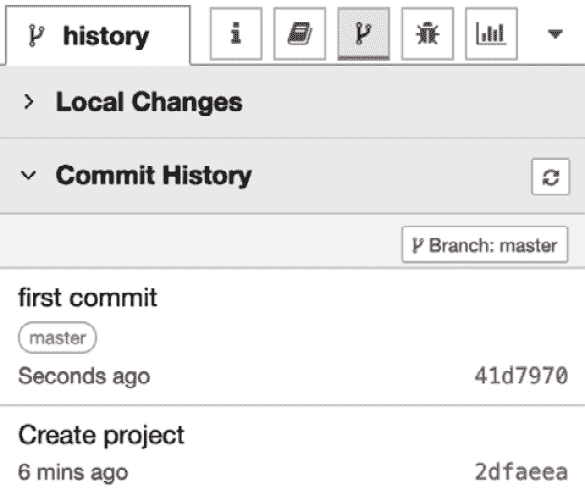 history
Local Changes
Commit History
Branch: master
first commit
master
Seconds ago 41d7970
Create project
6 mins ago 2dfaeea